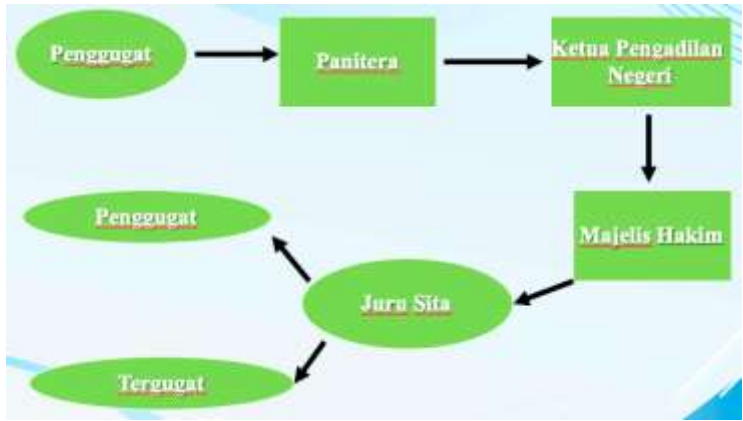 Penggugat
Panitera
Ketua Pengadilan
Negeri
Majelis Hakim
Juru Sita
Penggugat
Tergugat